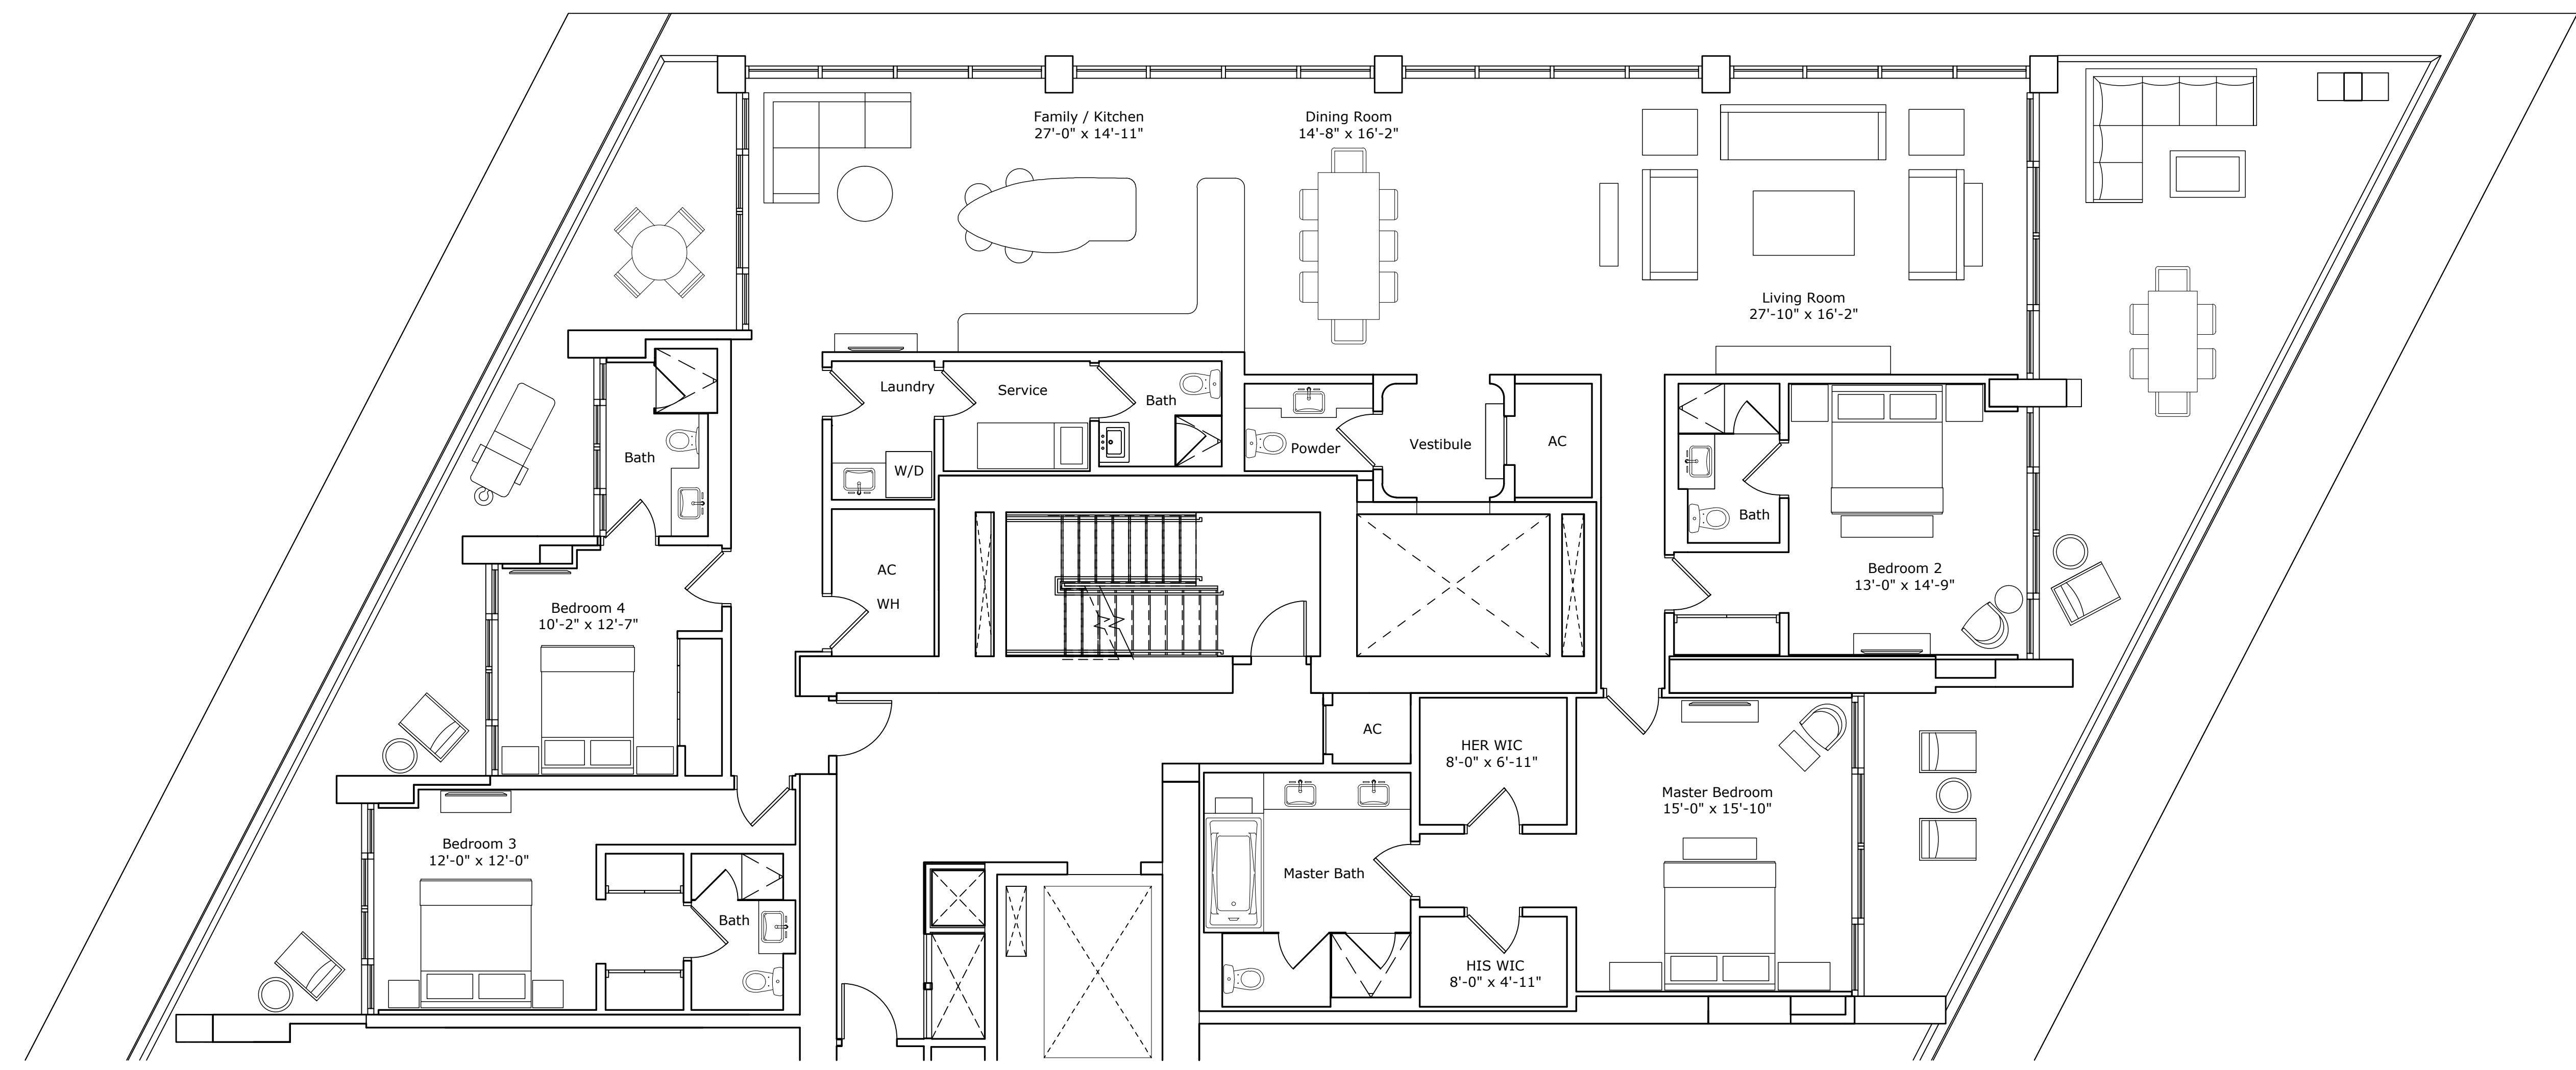 Family / Kitchen
27'-0" x 14'-11"
Dining Room
14'-8" x 16'-2"
Living Room
27'-10" x 16'-2"
Laundry
Service
Bath
W/D
Powder
Vestibule
AC
Bath
Bath
Bedroom 2
13'-0" x 14'-9"
AC
WH
Bedroom 4
10'-2" x 12'-7"
AC
HER WIC
8'-0" x 6'-11"
Master Bedroom
15'-0" x 15'-10"
Bedroom 3
12'-0" x 12'-0"
Master Bath
Bath
HIS WIC
8'-0" x 4'-11"